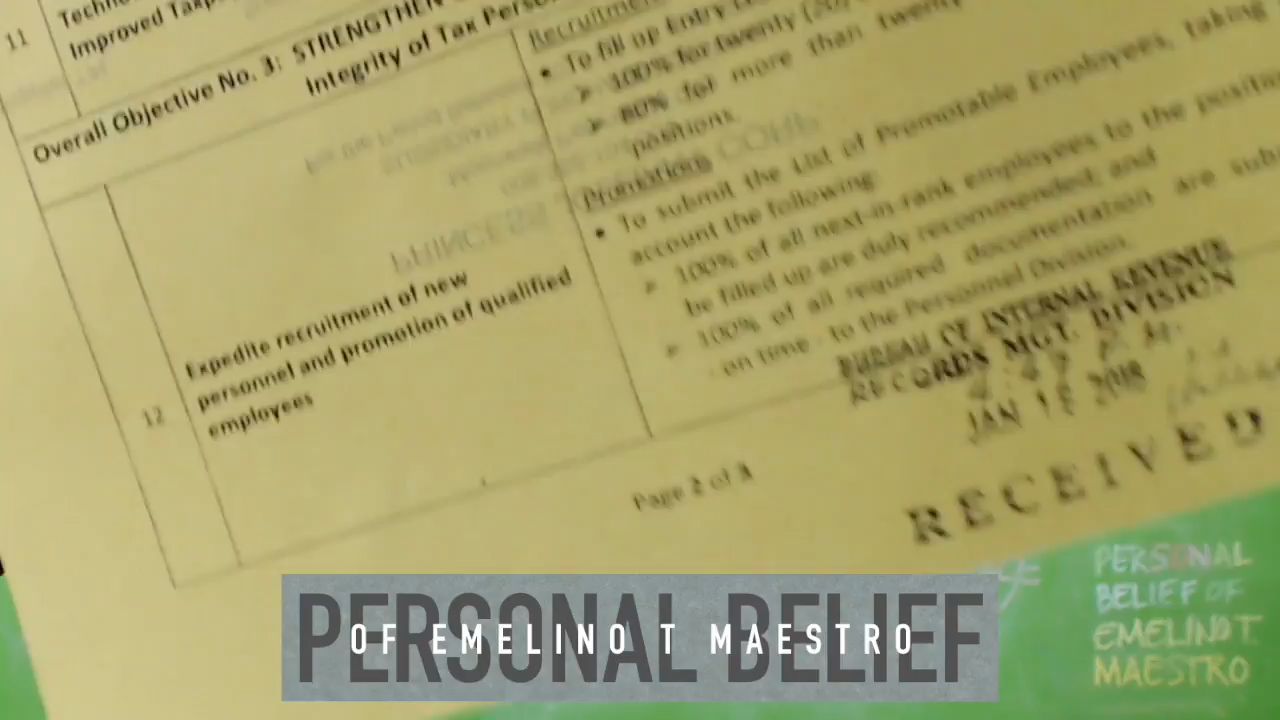 11
Techno
Improved Taxp
Overall Objective No. 3: STRENGTHEN
Integrity of Tax Pers
12
Expedite recruitment of new
personnel and promotion of qualified
employees
Recruitment
• To fill up Entry
➢ 100% for twenty (20)
➢ 80% for more than twenty
positions.
Promotions
• To submit the List of Promotable Employees, taking
account the following:
➢ 100% of all next-in-rank employees to the positio
be filled up are duly recommended; and
➢ 100% of all required documentation are sub
on time to the Personnel Division.
BUREAU OF INTERNAL REVENUE
RECORDS MGT. DIVISION
JAN 2018
RECEIVED
Page 2 of 3
PERSONAL BELIEF
OF EMELINO T MAESTRO
PERSONAL
BELIEF OF
EMELINO T.
MAESTRO